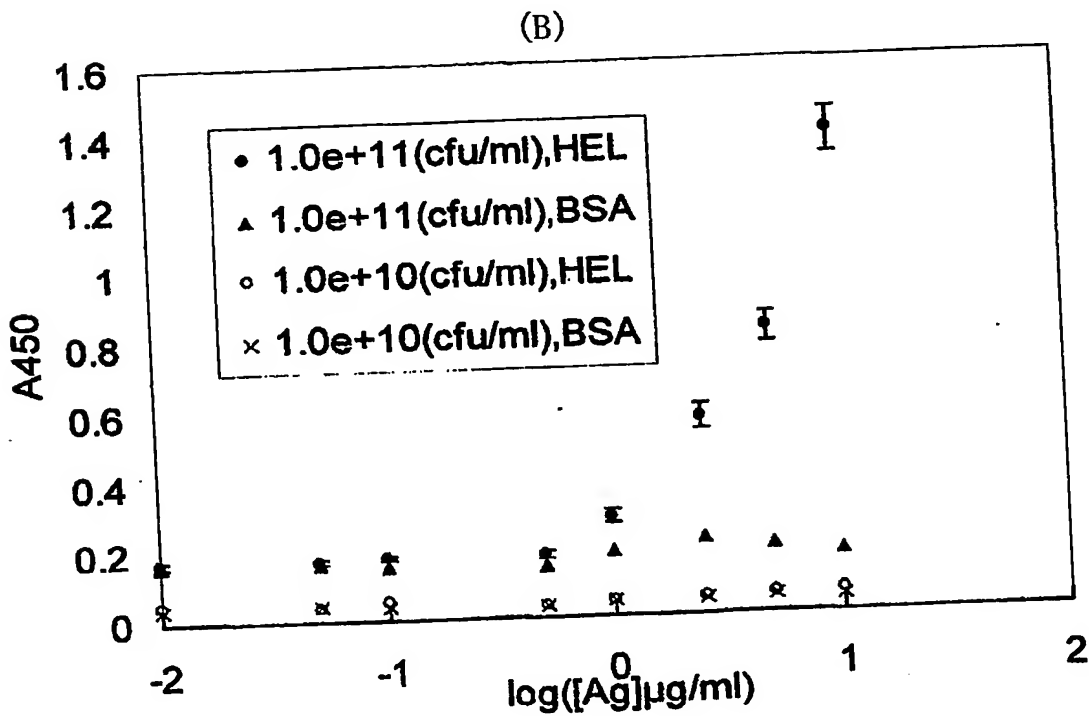 (B)
1.6
1.4
1.2
1
0.8
0.6
0.4
0.2
0
A450
1.0e+11(cfu/ml),HEL
1.0e+11(cfu/ml),BSA
1.0e+10(cfu/ml),HEL
1.0e+10(cfu/ml),BSA
-2
-1
0
1
2
log([Ag]μg/ml)